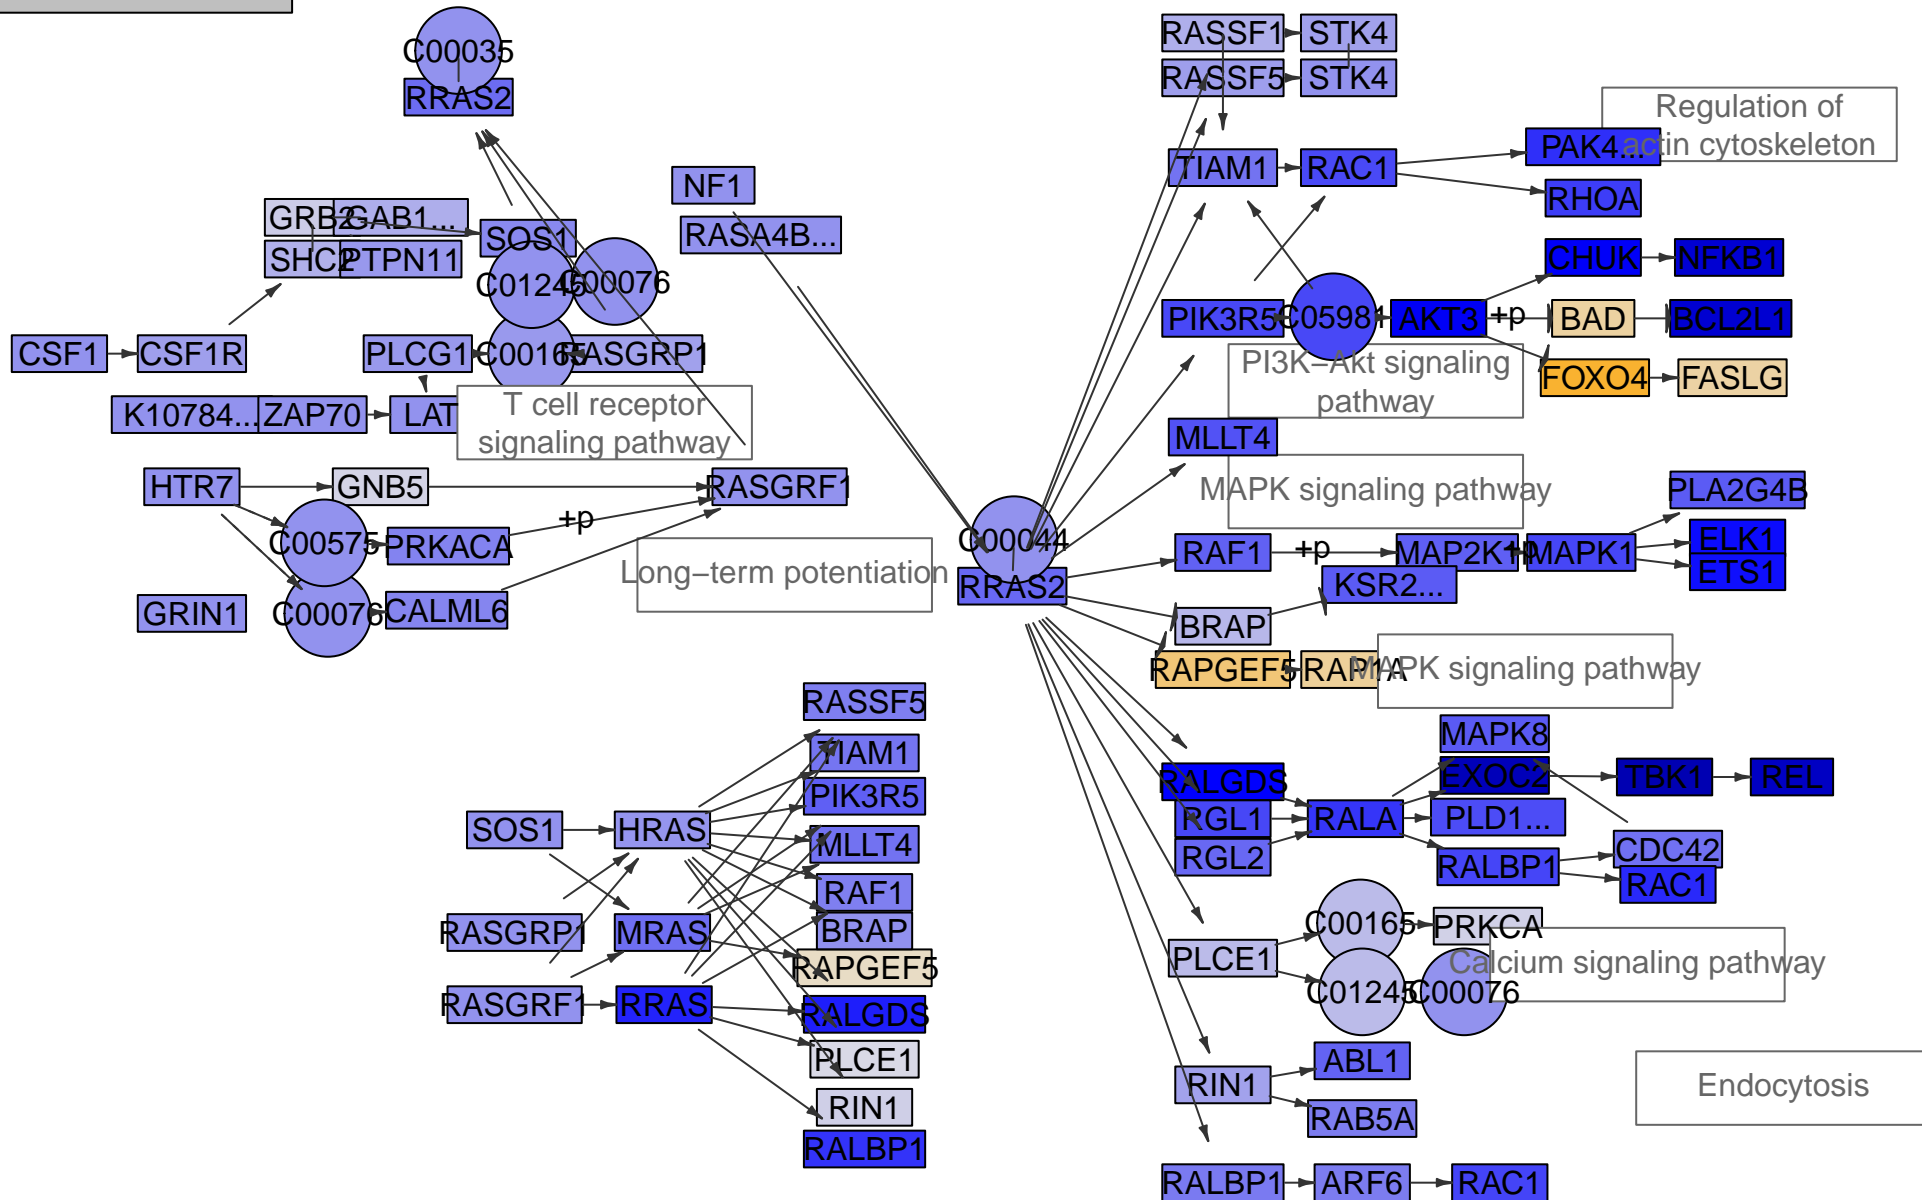 C00035
RRAS2
NF1
RASA4B...
GRB2
GAB1...
SHC2
PTPN11
SOS1
C01245
C00076
CSF1
CSF1R
PLCG1
C00165
RASGRP1
K10784...
ZAP70
LAT
T cell receptor
signaling pathway
HTR7
GNB5
RASGRF1
+p
C00575
PRKACA
Long−term potentiation
GRIN1
C00076
CALML6
C00044
RRAS2
RASSF5
TIAM1
PIK3R5
SOS1
HRAS
MLLT4
RAF1
RASGRP1
MRAS
BRAP
RAPGEF5
RASGRF1
RRAS
RALGDS
PLCE1
RIN1
RALBP1
RASSF1
STK4
RASSF5
STK4
Regulation of
actin cytoskeleton
PAK4...
TIAM1
RAC1
RHOA
CHUK
NFKB1
PIK3R5
C05981
AKT3
+p
BAD
BCL2L1
PI3K−Akt signaling
pathway
FOXO4
FASLG
MLLT4
MAPK signaling pathway
PLA2G4B
RAF1
+p
MAP2K1
+p
MAPK1
ELK1
ETS1
KSR2...
BRAP
RAPGEF5
RAP1A
MAPK signaling pathway
MAPK8
RALGDS
EXOC2
TBK1
REL
RGL1
RALA
PLD1...
RGL2
RALBP1
CDC42
RAC1
C00165
PRKCA
PLCE1
Calcium signaling pathway
C01245
C00076
ABL1
RIN1
Endocytosis
RAB5A
RALBP1
ARF6
RAC1